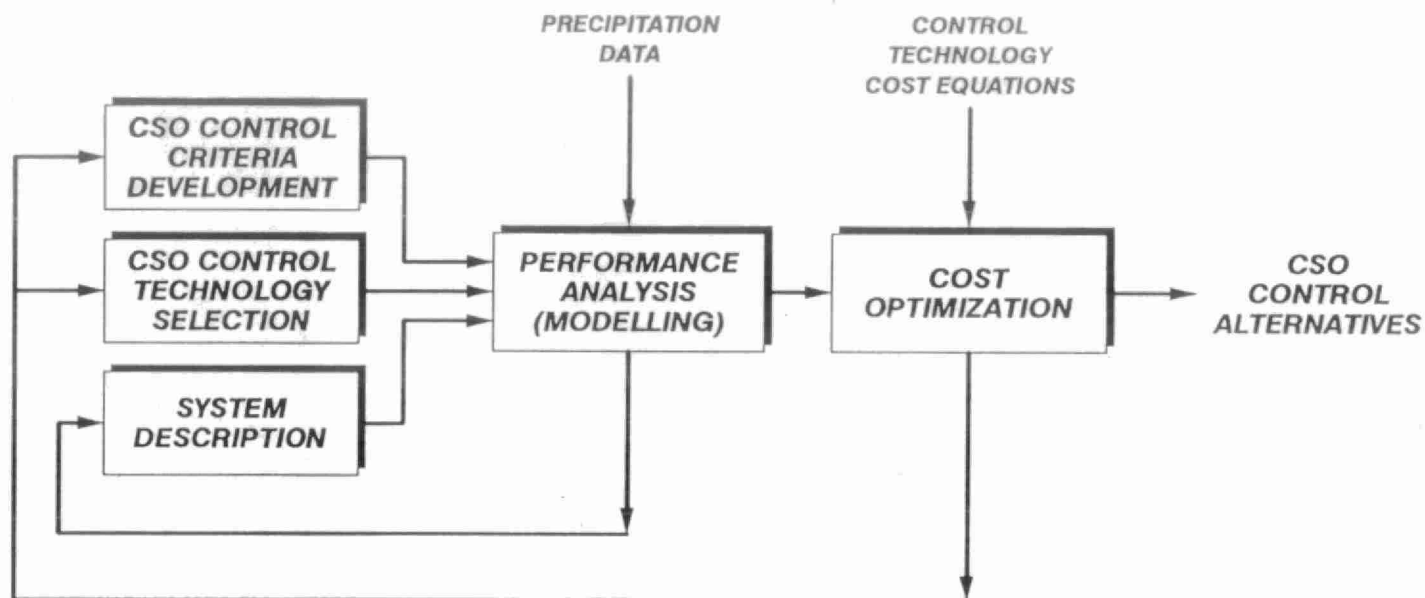 PRECIPITATION
DATA
CONTROL
TECHNOLOGY
COST EQUATIONS
CSO CONTROL
CRITERIA
DEVELOPMENT
CSO CONTROL
TECHNOLOGY
SELECTION
SYSTEM
DESCRIPTION
PERFORMANCE
ANALYSIS
(MODELLING)
COST
OPTIMIZATION
CSO
CONTROL
ALTERNATIVES